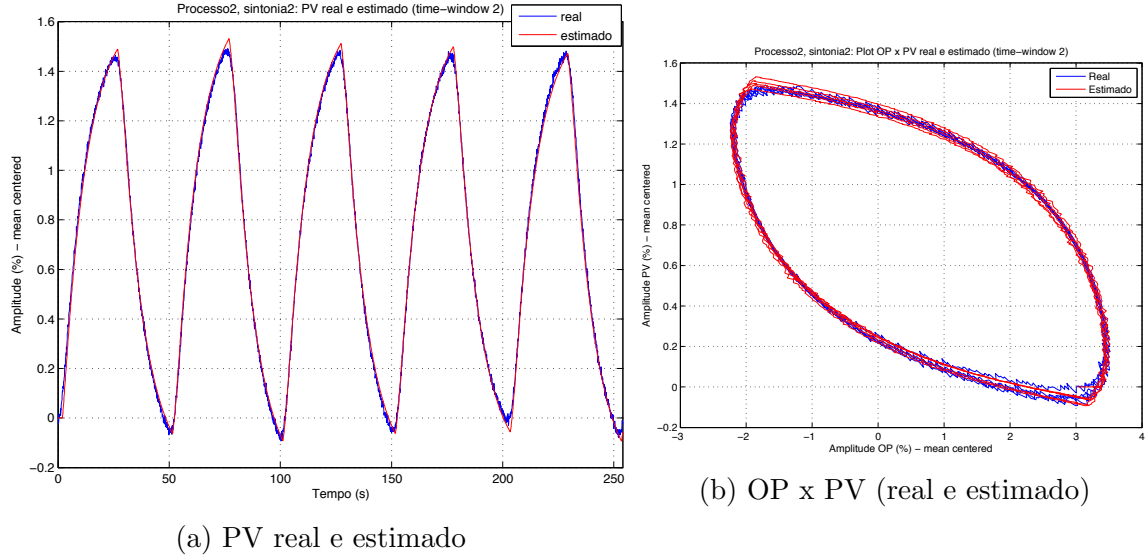 Processo2, sintonia2: PV real e estimado (time−window 2)
real
estimado
Amplitude (%) − mean centered
1.6
1.4
1.2
1
0.8
0.6
0.4
0.2
0
−0.2
0
50
100
150
200
250
Tempo (s)
(a) PV real e estimado
Processo2, sintonia2: Plot OP x PV real e estimado (time−window 2)
Real
Estimado
Amplitude PV (%) − mean centered
1.6
1.4
1.2
1
0.8
0.6
0.4
0.2
0
−0.2
−3
−2
−1
0
1
2
3
4
Amplitude OP (%) − mean centered
(b) OP x PV (real e estimado)